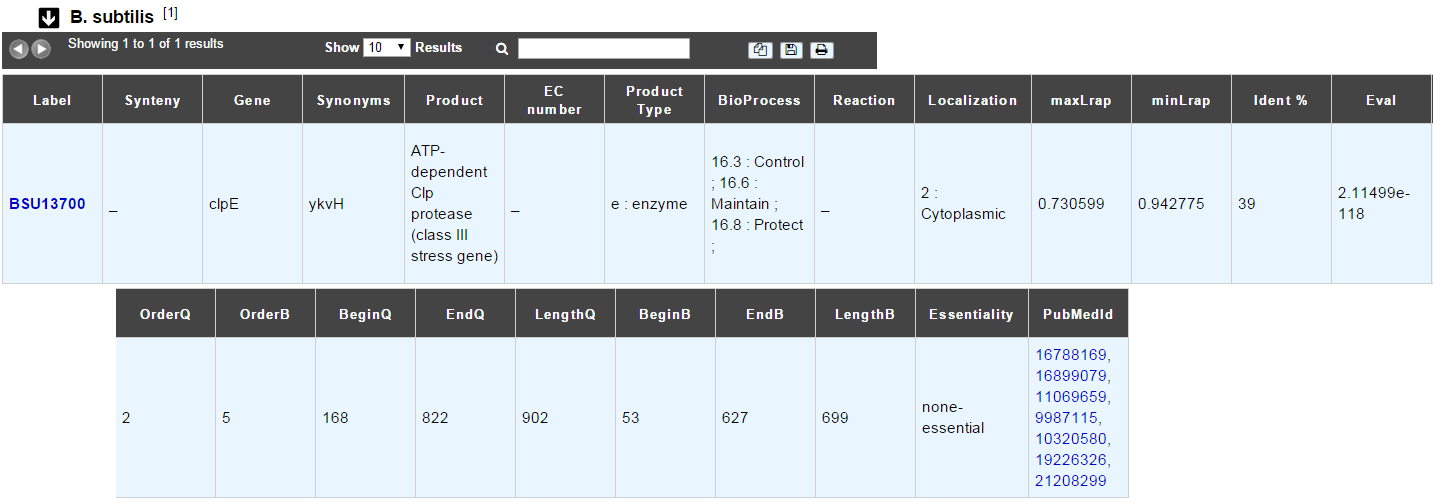 B. subtilis [1]
Showing 1 to 1 of 1 results
Show 10 Results
Label Synteny Gene Synonyms Product EC number Product Type BioProcess Reaction Localization maxLrap minLrap Ident % Eval
BSU13700 _ clpE ykvH ATP-dependent Clp protease (class III stress gene) _ e : enzyme 16.3 : Control ; 16.6 : Maintain ; 16.8 : Protect ; _ 2 : Cytoplasmic 0.730599 0.942775 39 2.11499e-118
OrderQ OrderB BeginQ EndQ LengthQ BeginB EndB LengthB Essentiality PubMedId
2 5 168 822 902 53 627 699 none-essential 16788169, 16899079, 11069659, 9987115, 10320580, 19226326, 21208299